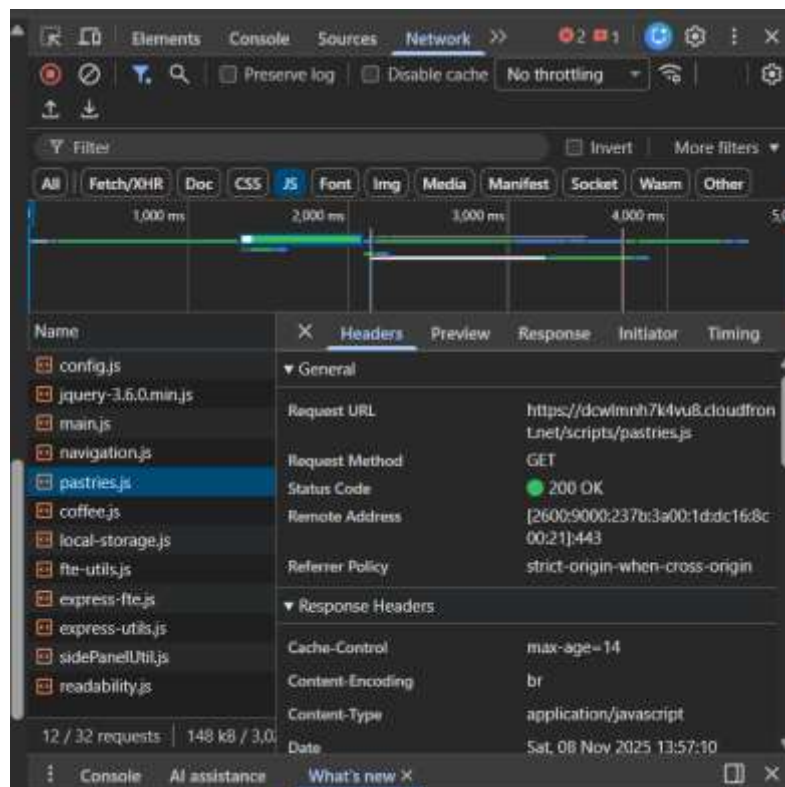 Elements Console Sources Network >> 2 1
Preserve log Disable cache No throttling
Filter Invert More filters
All Fetch/XHR Doc CSS JS Font Img Media Manifest Socket Wasm Other
1,000 ms 2,000 ms 3,000 ms 4,000 ms 5,0
Name
config.js
jquery-3.6.0.min.js
main.js
navigation.js
pastries.js
coffee.js
local-storage.js
fte-utils.js
express-fte.js
express-utils.js
sidePanelUtil.js
readability.js
12 / 32 requests 148 kB / 3,0
Headers Preview Response Initiator Timing
General
Request URL https://dcwlmnh7k4vu8.cloudfron
t.net/scripts/pastries.js
Request Method GET
Status Code 200 OK
Remote Address [2600:9000:237b:3a00:1d:dc16:8c
00:21]:443
Referrer Policy strict-origin-when-cross-origin
Response Headers
Cache-Control max-age=14
Content-Encoding br
Content-Type application/javascript
Date Sat, 08 Nov 2025 13:57:10
Console AI assistance What's new